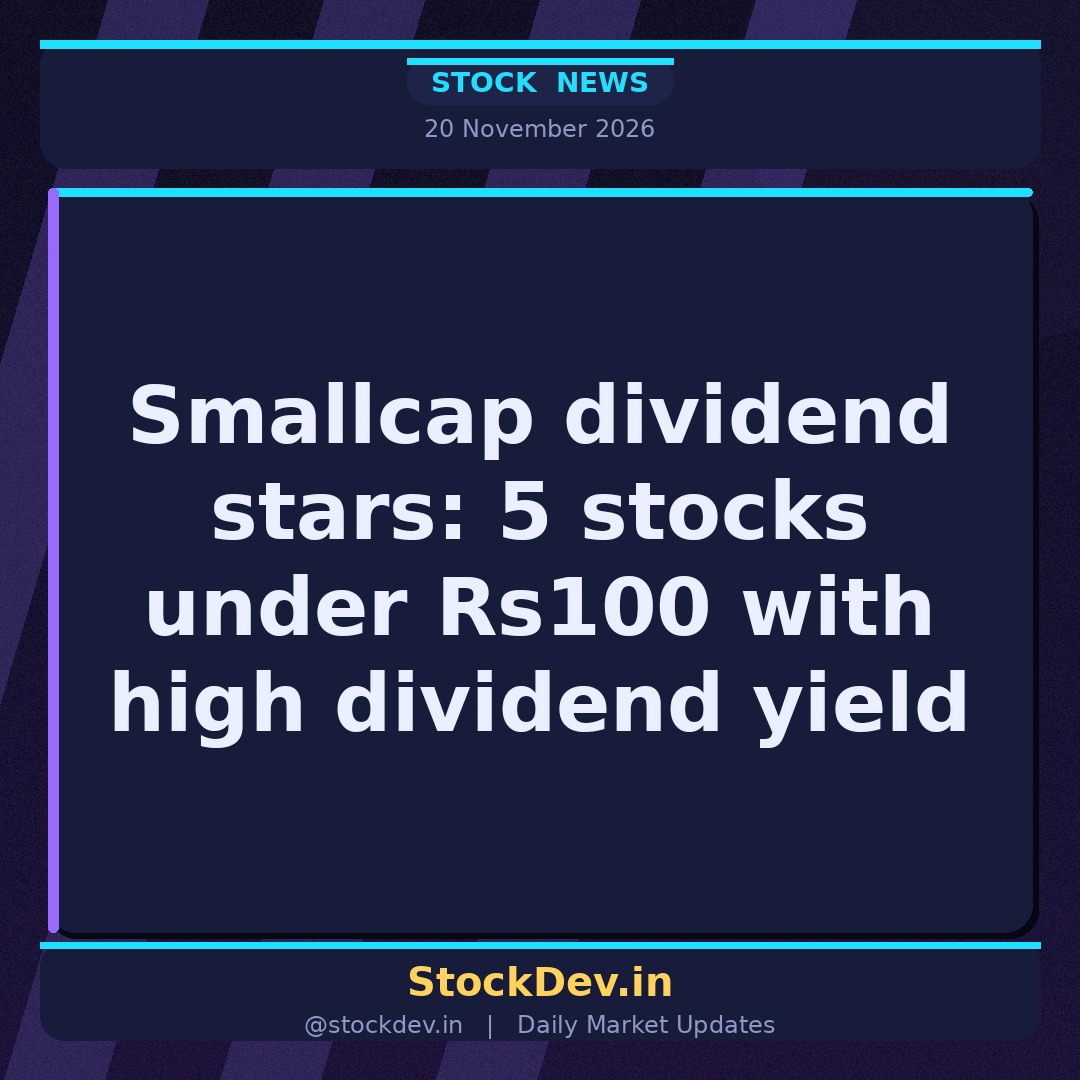 STOCK NEWS
20 November 2026
Smallcap dividend
stars: 5 stocks
under Rs100 with
high dividend yield
StockDev.in
@stockdev.in | Daily Market Updates